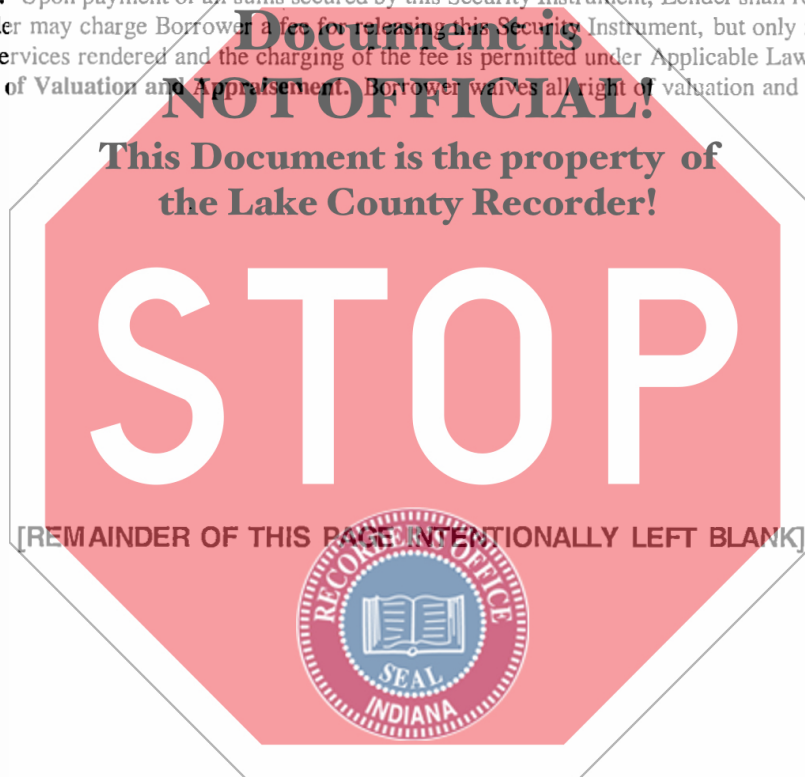 Upon payment of all sums secured by this Security Instrument, Lender shall
may charge Borrower a fee for releasing this Security Instrument, but only
services rendered and the charging of the fee is permitted under Applicable Law
of Valuation and Appraisement. Borrower waives all right of valuation and
Document is
NOT OFFICIAL!
This Document is the property of
the Lake County Recorder!
STOP
[REMAINDER OF THIS PAGE INTENTIONALLY LEFT BLANK]
RECORDER'S OFFICE
SEAL
INDIANA